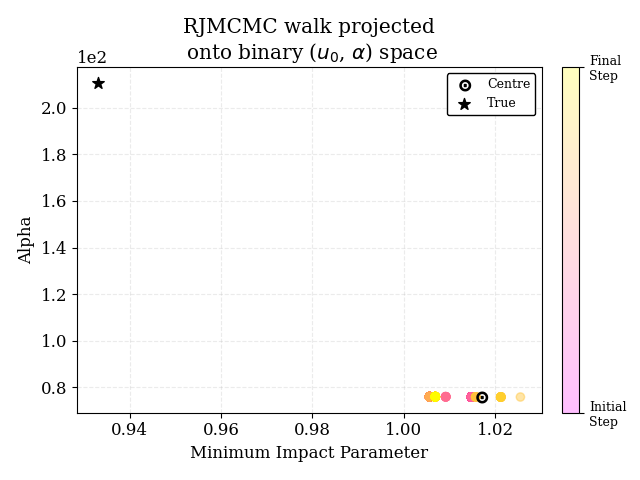 RJMCMC walk projected
onto binary (u₀, α) space
1e2
Centre
True
Final
Step
2.0
1.8
1.6
1.4
1.2
1.0
0.8
Alpha
0.94 0.96 0.98 1.00 1.02
Minimum Impact Parameter
Initial
Step